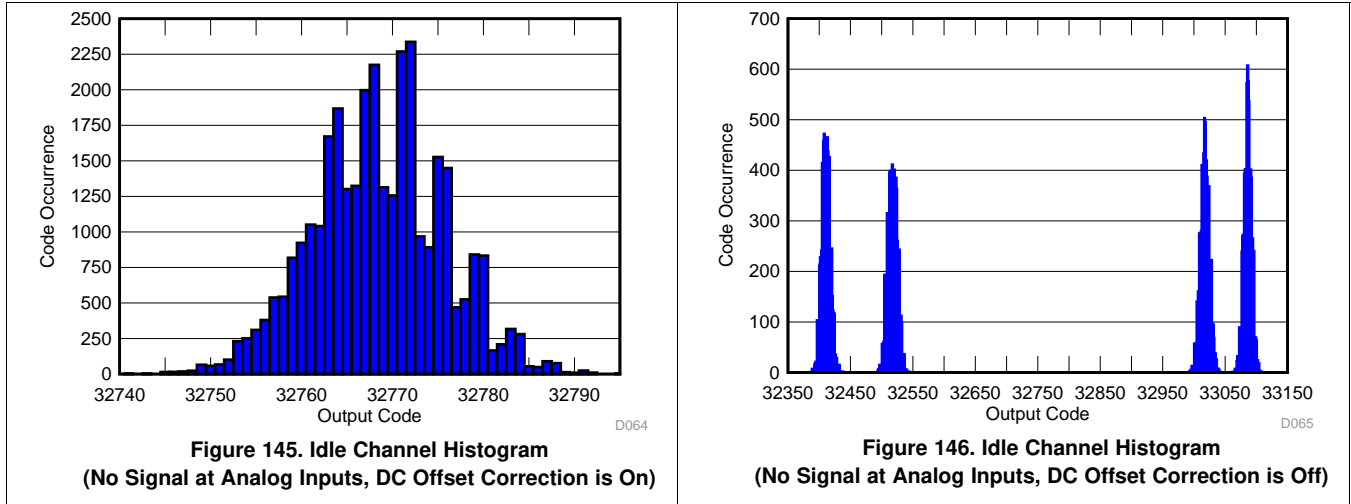 2500
2250
2000
1750
1500
1250
1000
750
500
250
0
Code Occurrence
32740 32750 32760 32770 32780 32790
Output Code
D064
Figure 145. Idle Channel Histogram
(No Signal at Analog Inputs, DC Offset Correction is On)
700
600
500
400
300
200
100
0
Code Occurrence
32350 32450 32550 32650 32750 32850 32950 33050 33150
Output Code
D065
Figure 146. Idle Channel Histogram
(No Signal at Analog Inputs, DC Offset Correction is Off)